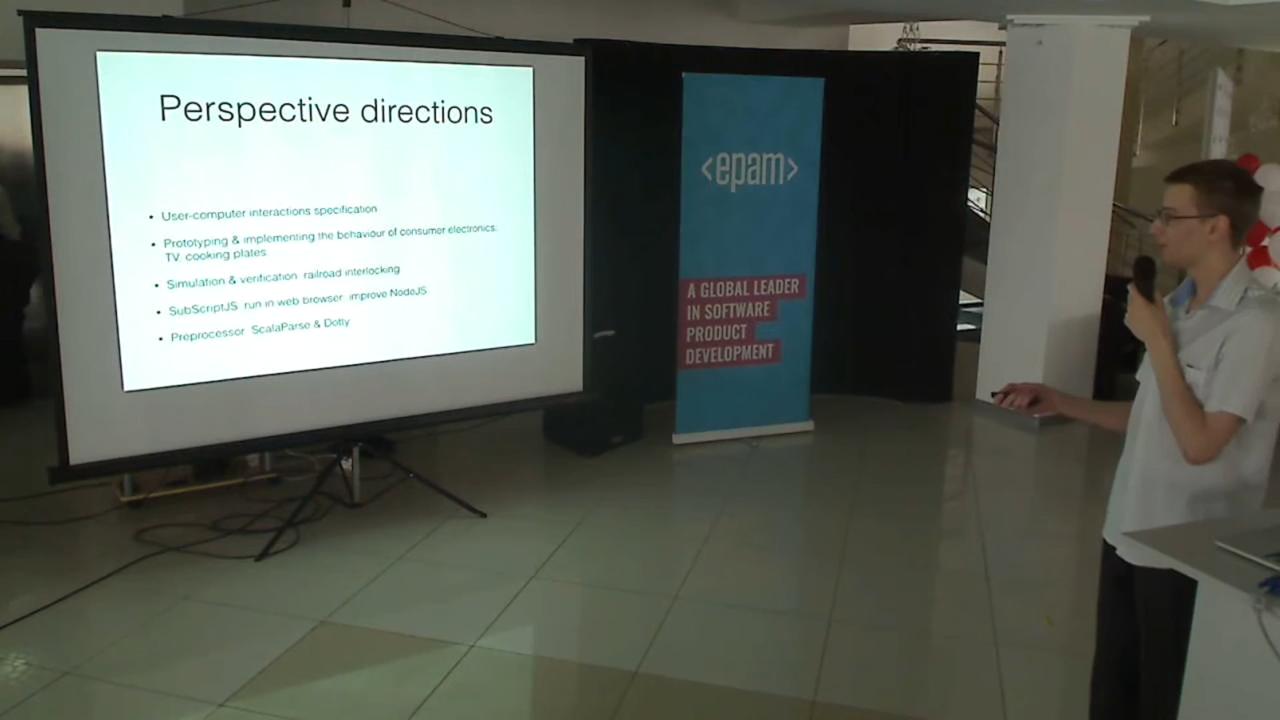 Perspective directions
• User-computer interactions specification
• Prototyping & implementing the behaviour of consumer electronics:
TV, cooking plates
• Simulation & verification: railroad interlocking
• SubScriptJS: run in web browser, improve NodeJS
• Preprocessor: ScalaParse & Dotty
<epam>
A GLOBAL LEADER
IN SOFTWARE
PRODUCT
DEVELOPMENT